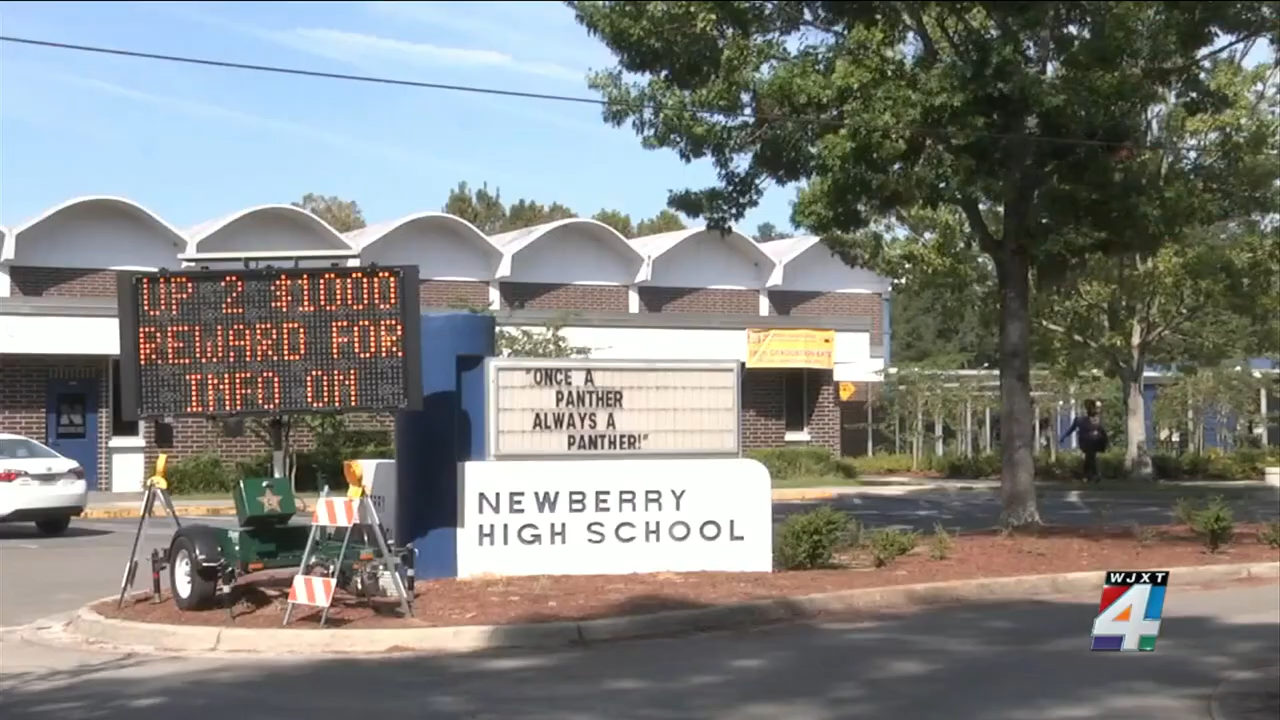 UP 2 $1000
REWARD FOR
INFO ON
"ONCE A
PANTHER
ALWAYS A
PANTHER!"
NEWBERRY
HIGH SCHOOL
WJXT
4